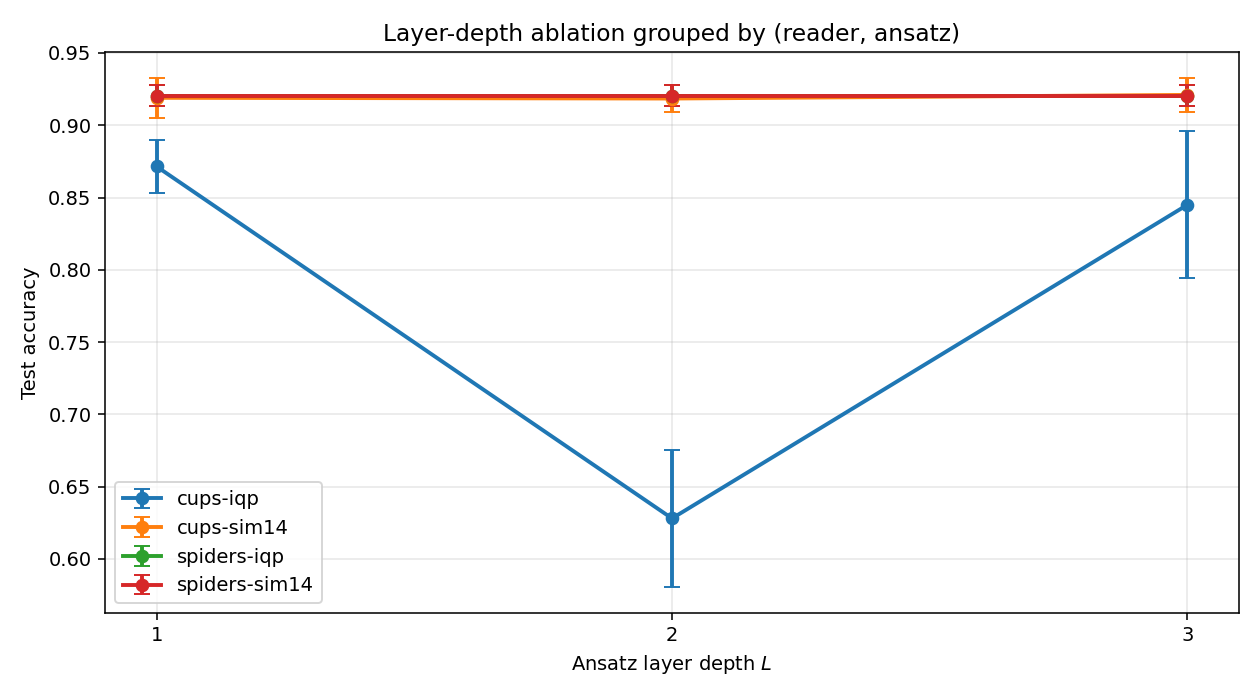 Layer-depth ablation grouped by (reader, ansatz)
Test accuracy
0.95
0.90
0.85
0.80
0.75
0.70
0.65
0.60
cups-iqp
cups-sim14
spiders-iqp
spiders-sim14
1 2 3
Ansatz layer depth L